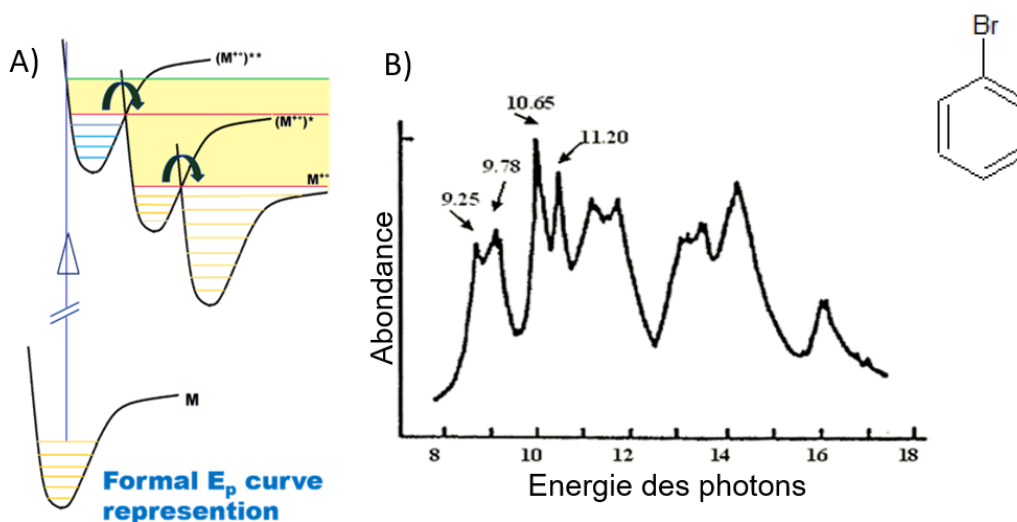 A)
(M⁺°)**
(M⁺°)*
M⁺°
M
Formal Eₚ curve
represention
B)
Br
10.65
11.20
9.78
9.25
Abondance
8 10 12 14 16 18
Energie des photons